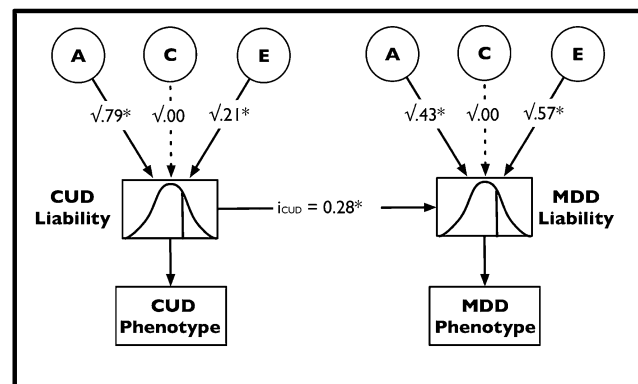 A C E A C E
√.79* √.00 √.21* √.43* √.00 √.57*
CUD
Liability
iCUD = 0.28*
MDD
Liability
CUD
Phenotype
MDD
Phenotype